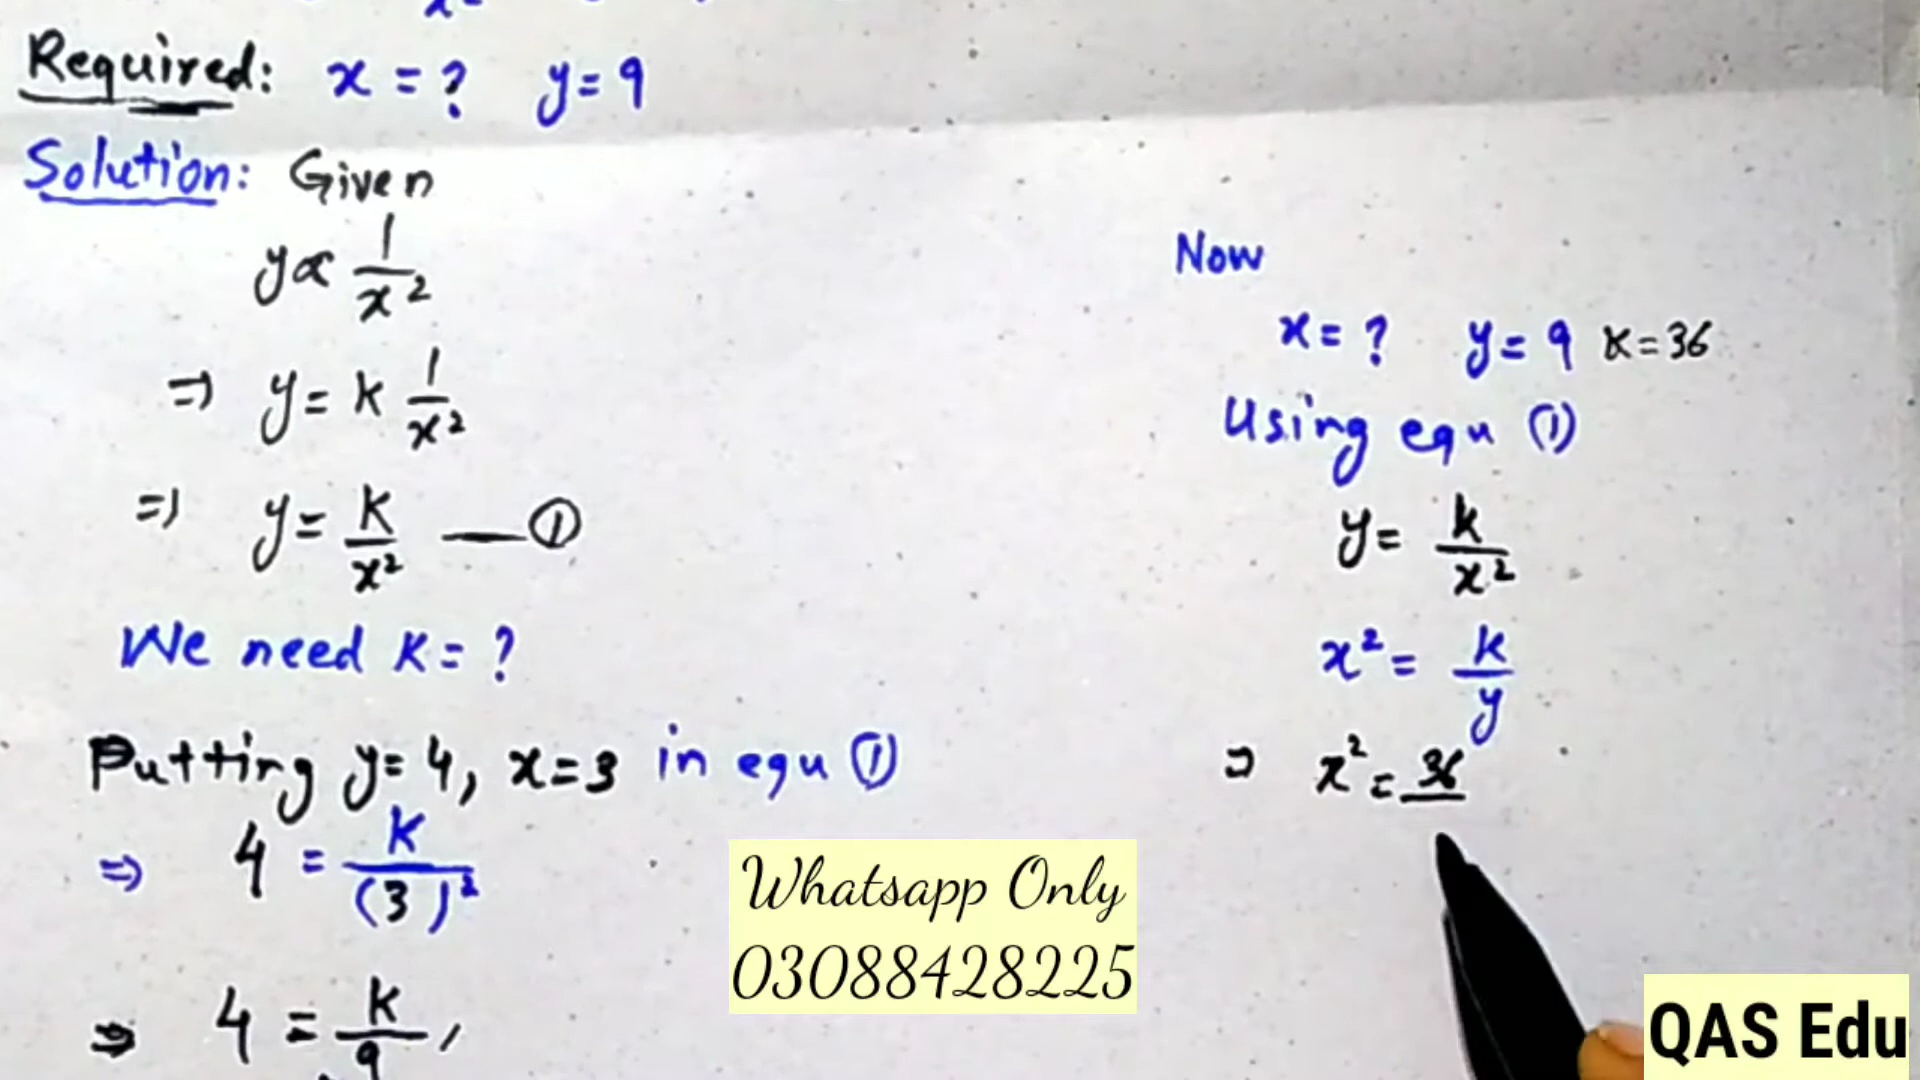 Required: x = ? y = 9
Solution: Given
y ∝ 1/x²
⇒ y = k 1/x²
⇒ y = k/x² — ①
We need k = ?
Putting y = 4, x = 3 in equ ①
⇒ 4 = k/(3)²
⇒ 4 = k/9
Now
x = ? y = 9 k = 36
Using equ ①
y = k/x²
x² = k/y
⇒ x² = 36
Whatsapp Only
03088428225
QAS Edu